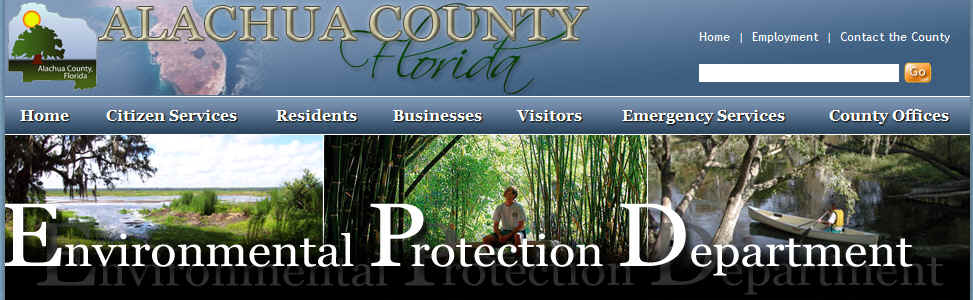 ALACHUA COUNTY
Florida
Alachua County,
Florida
Home | Employment | Contact the County
Go
Home Citizen Services Residents Businesses Visitors Emergency Services County Offices
Environmental Protection Department